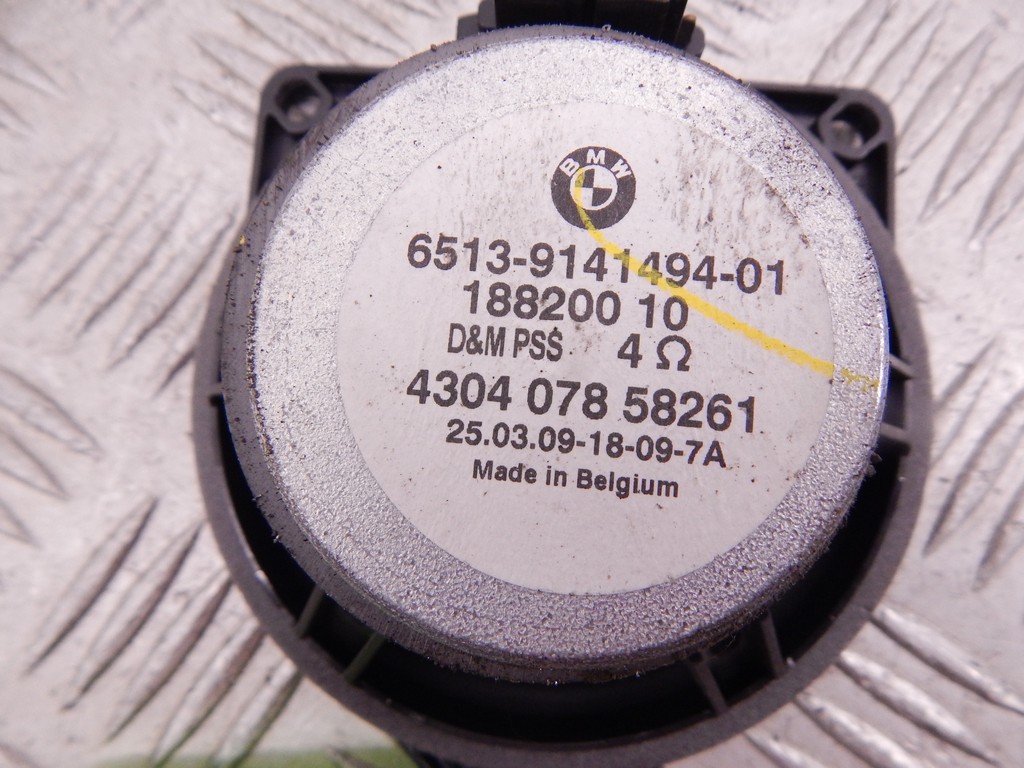 BMW
6513-9141494-01
188200 10
D&M PSS 4 Ω
4304 078 58261
25.03.09-18-09-7A
Made in Belgium